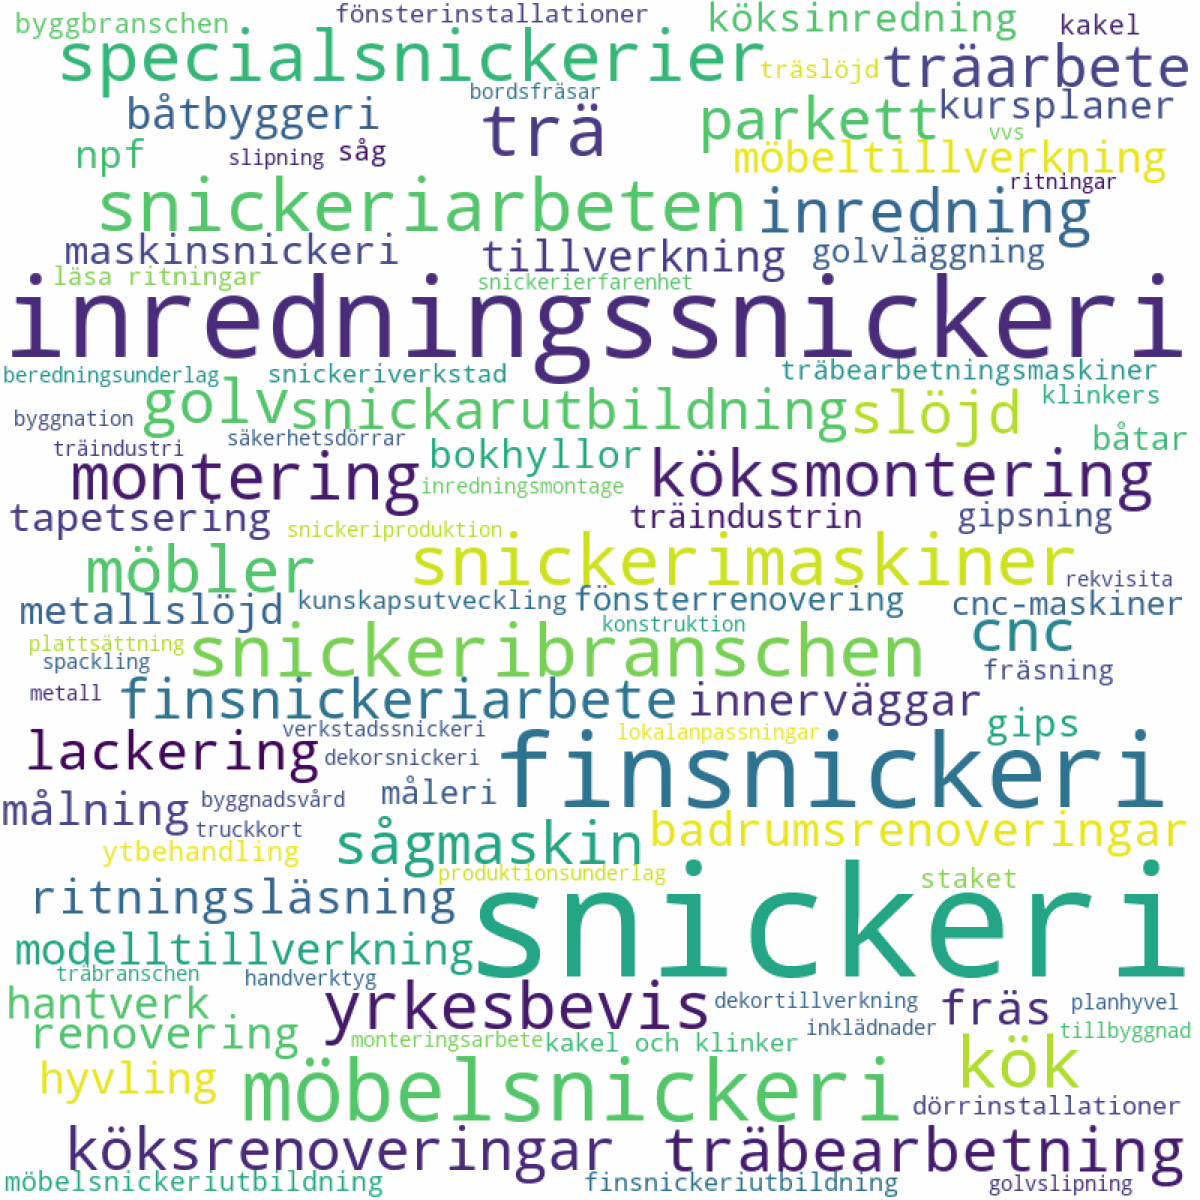 byggbranschen
fönsterinstallationer
köksinredning
kakel
specialsnickerier
träslöjd
träarbete
båtbyggeri
bordsfräsar
trä
parkett
kursplaner
vvs
npf
slipning
såg
möbeltillverkning
ritningar
snickeriarbeten
inredning
maskinsnickeri
tillverkning
golvläggning
läsa ritningar
snickerierfarenhet
inredningssnickeri
beredningsunderlag
snickeriverkstad
träbearbetningsmaskiner
klinkers
byggnation
golv
snickarutbildning
slöjd
träindustri
säkerhetsdörrar
bokhyllor
båtar
montering
inredningsmontage
köksmontering
tapetsering
snickeriproduktion
träindustrin
gipsning
möbler
snickerimaskiner
rekvisita
metallslöjd
kunskapsutveckling
fönsterrenovering
cnc-maskiner
plattsättning
snickeribranschen
konstruktion
cnc
spackling
fräsning
metall
finsnickeriarbete
innerväggar
lackering
verkstadssnickeri
lokalanpassningar
gips
dekorsnickeri
finsnickeri
målning
byggnadsvård
måleri
truckkort
sågmaskin
badrumsrenoveringar
ytbehandling
produktionsunderlag
staket
ritningsläsning
snickeri
modelltillverkning
träbranschen
handverktyg
hantverk
yrkesbevis
dekortillverkning
fräs
planhyvel
renovering
monteringsarbete
kakel och klinker
inklädnader
tillbyggnad
hyvling
möbelsnickeri
kök
dörrinstallationer
köksrenoveringar
träbearbetning
möbelsnickeriutbildning
finsnickeriutbildning
golvslipning